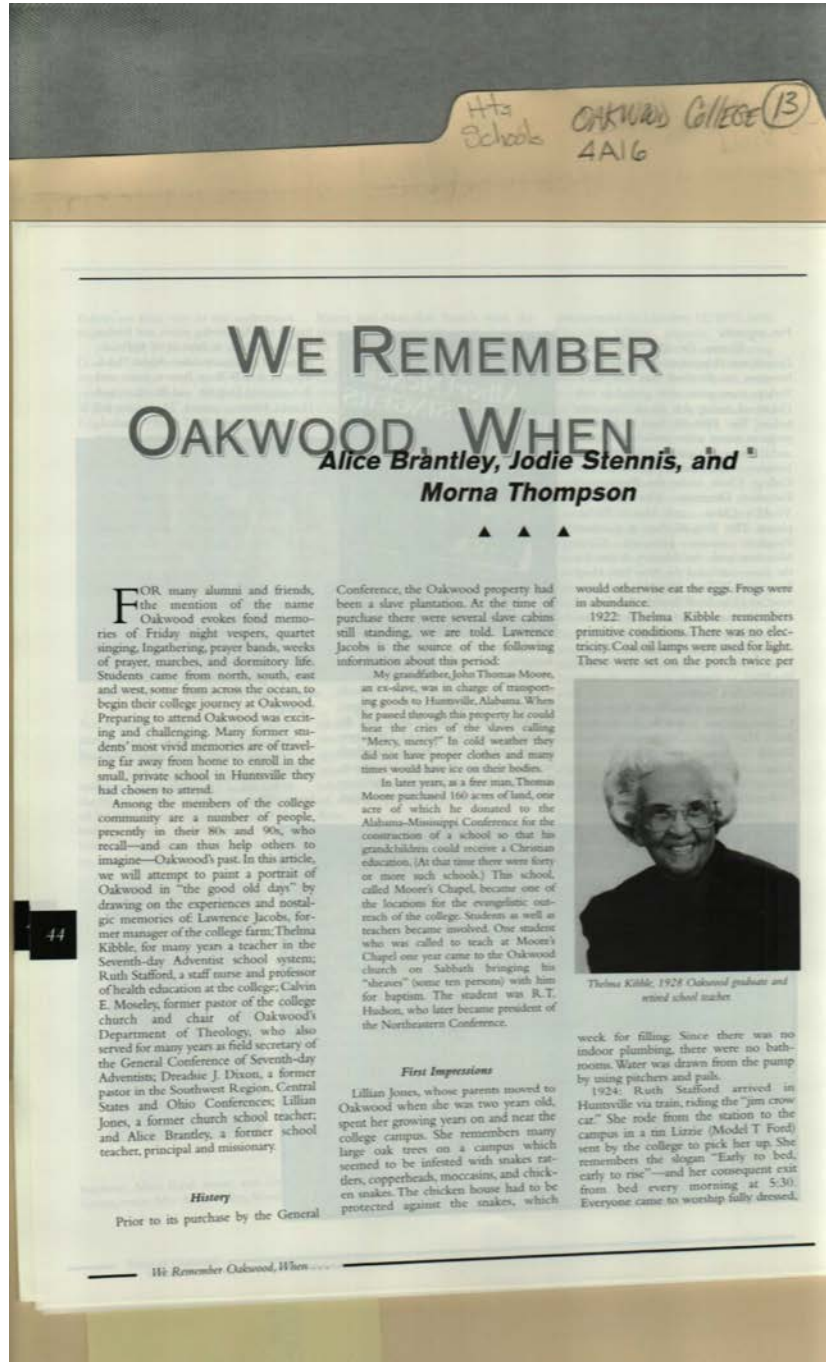 Hts
Schools
OAKWOOD COLLEGE 13
4A16
WE REMEMBER
OAKWOOD, WHEN . . .
Alice Brantley, Jodie Stennis, and
Morna Thompson
▲ ▲ ▲
FOR many alumni and friends,
the mention of the name
Oakwood evokes fond memo-
ries of Friday night vespers, quartet
singing, Ingathering, prayer bands, weeks
of prayer, marches, and dormitory life.
Students came from north, south, east
and west, some from across the ocean, to
begin their college journey at Oakwood.
Preparing to attend Oakwood was excit-
ing and challenging. Many former stu-
dents' most vivid memories are of travel-
ing far away from home to enroll in the
small, private school in Huntsville they
had chosen to attend.
Among the members of the college
community are a number of people,
presently in their 80s and 90s, who
recall—and can thus help others to
imagine—Oakwood's past. In this article,
we will attempt to paint a portrait of
Oakwood in "the good old days" by
drawing on the experiences and nostal-
gic memories of: Lawrence Jacobs, for-
mer manager of the college farm; Thelma
Kibble, for many years a teacher in the
Seventh-day Adventist school system;
Ruth Stafford, a staff nurse and professor
of health education at the college; Calvin
E. Moseley, former pastor of the college
church and chair of Oakwood's
Department of Theology, who also
served for many years as field secretary of
the General Conference of Seventh-day
Adventists; Dreadsie J. Dixon, a former
pastor in the Southwest Region, Central
States and Ohio Conferences; Lillian
Jones, a former church school teacher;
and Alice Brantley, a former school
teacher, principal and missionary.
History
Prior to its purchase by the General
Conference, the Oakwood property had
been a slave plantation. At the time of
purchase there were several slave cabins
still standing, we are told. Lawrence
Jacobs is the source of the following
information about this period:
My grandfather, John Thomas Moore,
an ex-slave, was in charge of transport-
ing goods to Huntsville, Alabama. When
he passed through this property he could
hear the cries of the slaves calling
"Mercy, mercy!" In cold weather they
did not have proper clothes and many
times would have ice on their bodies.
In later years, as a free man, Thomas
Moore purchased 160 acres of land, one
acre of which he donated to the
Alabama-Mississippi Conference for the
construction of a school so that his
grandchildren could receive a Christian
education. (At that time there were forty
or more such schools.) This school,
called Moore's Chapel, became one of
the locations for the evangelistic out-
reach of the college. Students as well as
teachers became involved. One student
who was called to teach at Moore's
Chapel one year came to the Oakwood
church on Sabbath bringing his
"sheaves" (some ten persons) with him
for baptism. The student was R.T.
Hudson, who later became president of
the Northeastern Conference.
First Impressions
Lillian Jones, whose parents moved to
Oakwood when she was two years old,
spent her growing years on and near the
college campus. She remembers many
large oak trees on a campus which
seemed to be infested with snakes rat-
tlers, copperheads, moccasins, and chick-
en snakes. The chicken house had to be
protected against the snakes, which
would otherwise eat the eggs. Frogs were
in abundance.
1922: Thelma Kibble remembers
primitive conditions. There was no elec-
tricity. Coal oil lamps were used for light.
These were set on the porch twice per
Thelma Kibble, 1928 Oakwood graduate and
retired school teacher.
week for filling. Since there was no
indoor plumbing, there were no bath-
rooms. Water was drawn from the pump
by using pitchers and pails.
1924: Ruth Stafford arrived in
Huntsville via train, riding the "jim crow
car." She rode from the station to the
campus in a tin Lizzie (Model T Ford)
sent by the college to pick her up. She
remembers the slogan "Early to bed,
early to rise"—and her consequent exit
from bed every morning at 5:30.
Everyone came to worship fully dressed,
44
We Remember Oakwood, When . . .